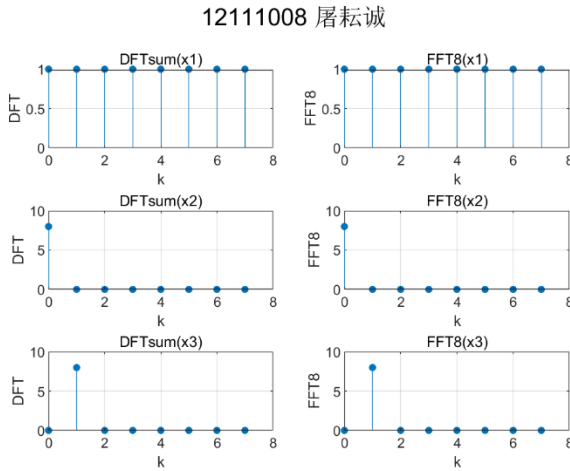 12111008 屠耘诚
DFTsum(x1)
FFT8(x1)
DFT
1
0.5
0
0 2 4 6 8
k
FFT8
1
0.5
0
0 2 4 6 8
k
DFTsum(x2)
FFT8(x2)
DFT
10
5
0
0 2 4 6 8
k
FFT8
10
5
0
0 2 4 6 8
k
DFTsum(x3)
FFT8(x3)
DFT
10
5
0
0 2 4 6 8
k
FFT8
10
5
0
0 2 4 6 8
k